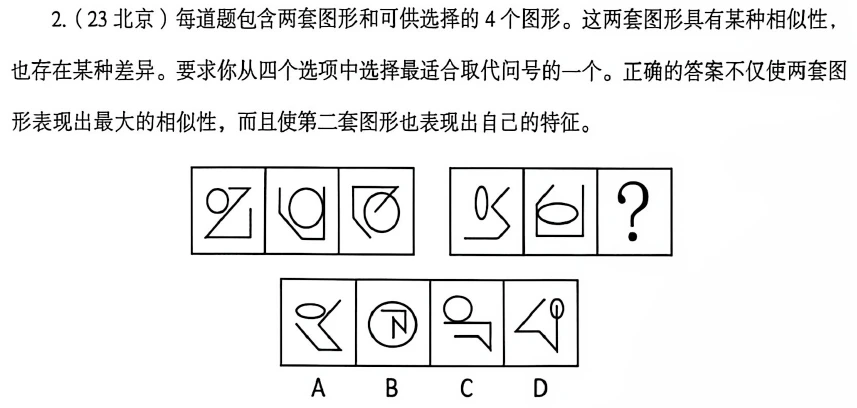 2.（23 北京）每道题包含两套图形和可供选择的 4 个图形。这两套图形具有某种相似性，
也存在某种差异。要求你从四个选项中选择最适合取代问号的一个。正确的答案不仅使两套图
形表现出最大的相似性，而且使第二套图形也表现出自己的特征。
?
A B C D